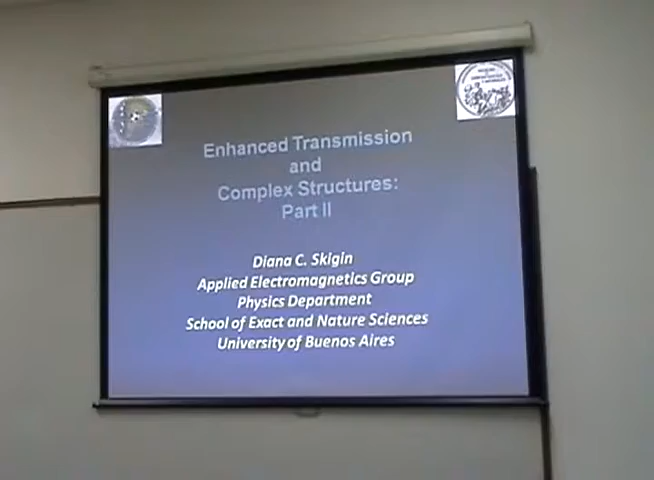 Enhanced Transmission
and
Complex Structures:
Part II
Diana C. Skigin
Applied Electromagnetics Group
Physics Department
School of Exact and Nature Sciences
University of Buenos Aires